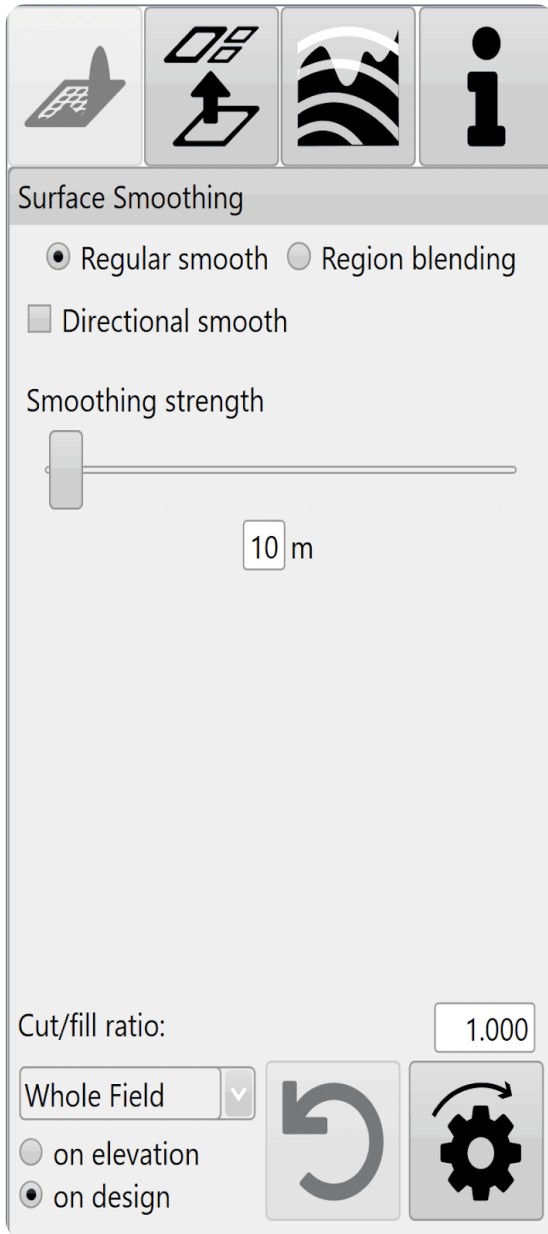 Surface Smoothing
Regular smooth Region blending
Directional smooth
Smoothing strength
10 m
Cut/fill ratio: 1.000
Whole Field
on elevation
on design